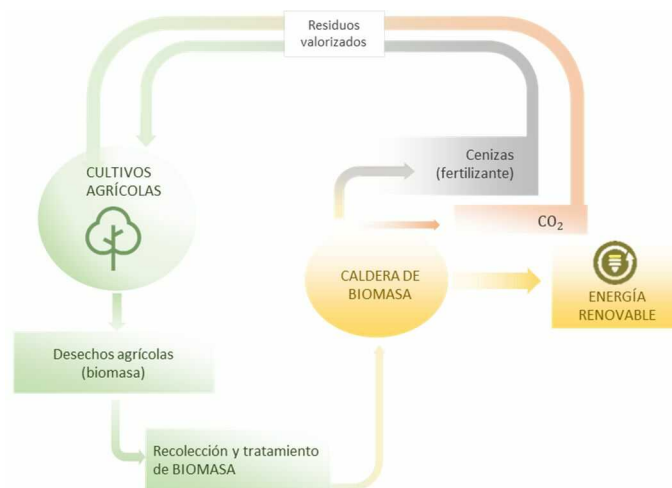 Residuos
valorizados
CULTIVOS
AGRÍCOLAS
Cenizas
(fertilizante)
CO₂
CALDERA DE
BIOMASA
ENERGÍA
RENOVABLE
Desechos agrícolas
(biomasa)
Recolección y tratamiento
de BIOMASA